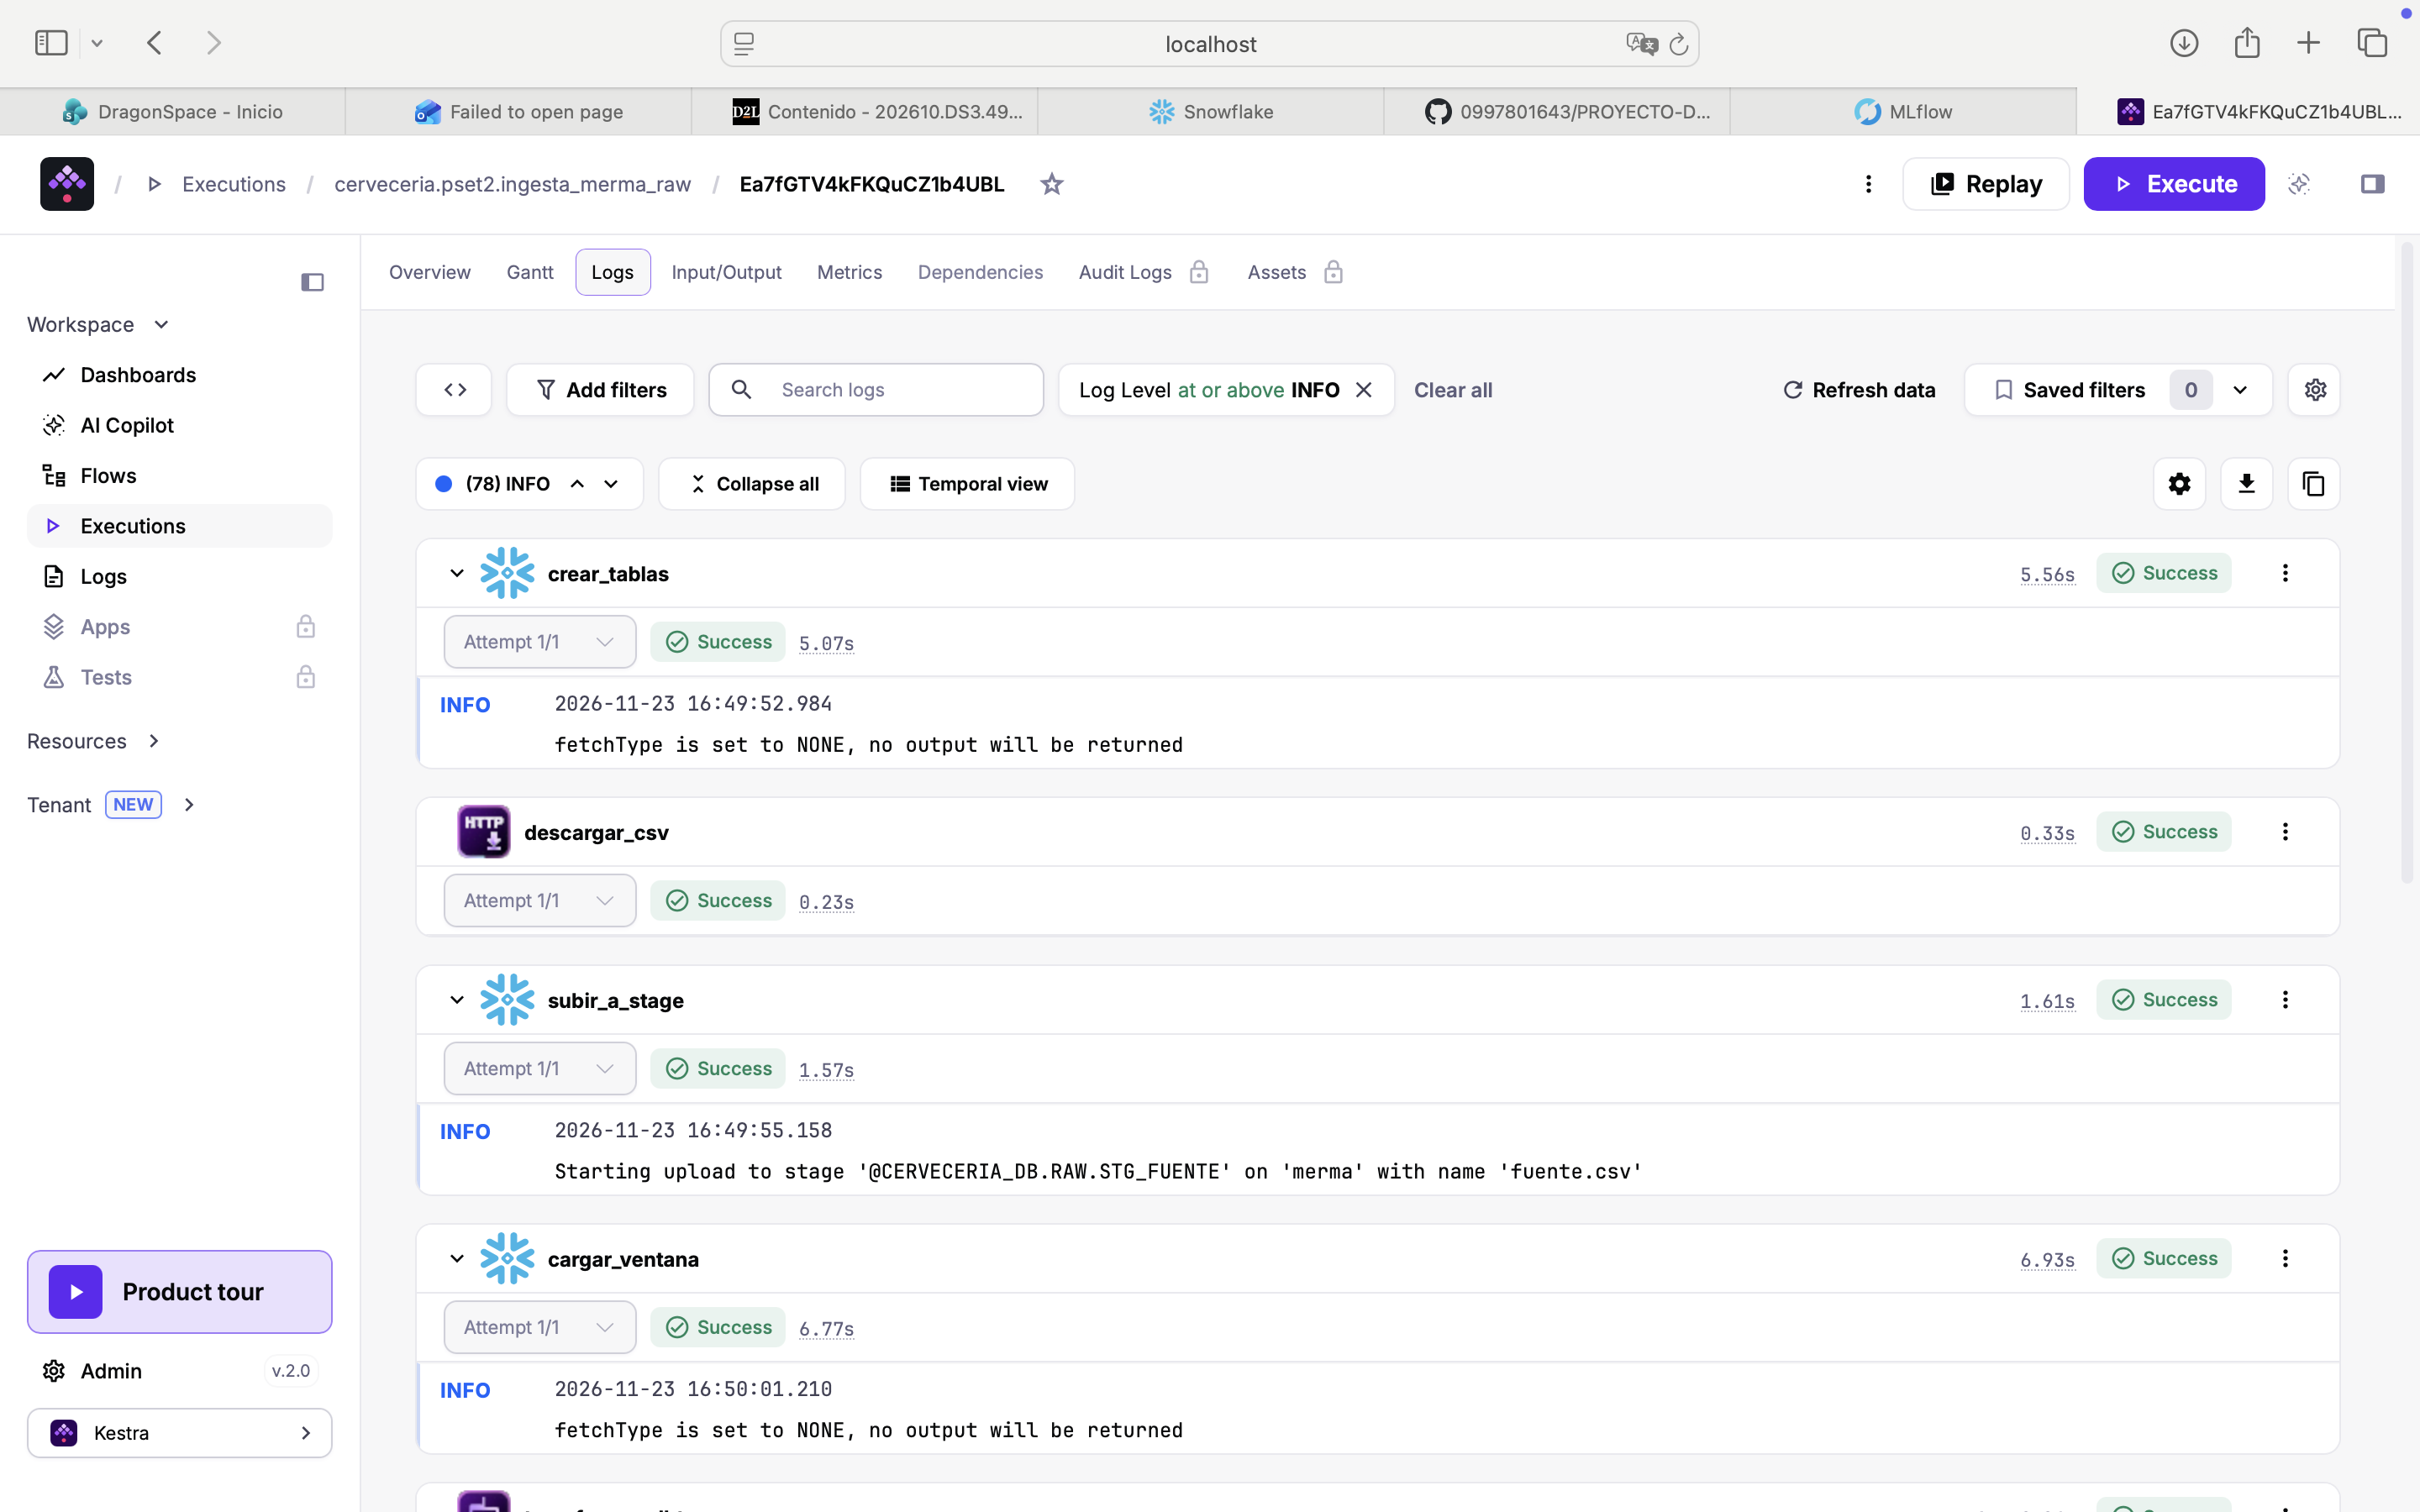 localhost
DragonSpace - Inicio
Failed to open page
D2L Contenido - 202610.DS3.49...
Snowflake
0997801643/PROYECTO-D...
MLflow
Ea7fGTV4kFKQuCZ1b4UBL...
/ Executions / cerveceria.pset2.ingesta_merma_raw / Ea7fGTV4kFKQuCZ1b4UBL
Replay
Execute
Overview Gantt Logs Input/Output Metrics Dependencies Audit Logs Assets
Workspace
Dashboards
AI Copilot
Flows
Executions
Logs
Apps
Tests
Resources
Tenant NEW
Product tour
Admin v.2.0
Kestra
Add filters
Search logs
Log Level at or above INFO
Clear all
Refresh data
Saved filters 0
(78) INFO
Collapse all
Temporal view
crear_tablas 5.56s Success
Attempt 1/1 Success 5.07s
INFO 2026-11-23 16:49:52.984
fetchType is set to NONE, no output will be returned
HTTP descargar_csv 0.33s Success
Attempt 1/1 Success 0.23s
subir_a_stage 1.61s Success
Attempt 1/1 Success 1.57s
INFO 2026-11-23 16:49:55.158
Starting upload to stage '@CERVECERIA_DB.RAW.STG_FUENTE' on 'merma' with name 'fuente.csv'
cargar_ventana 6.93s Success
Attempt 1/1 Success 6.77s
INFO 2026-11-23 16:50:01.210
fetchType is set to NONE, no output will be returned